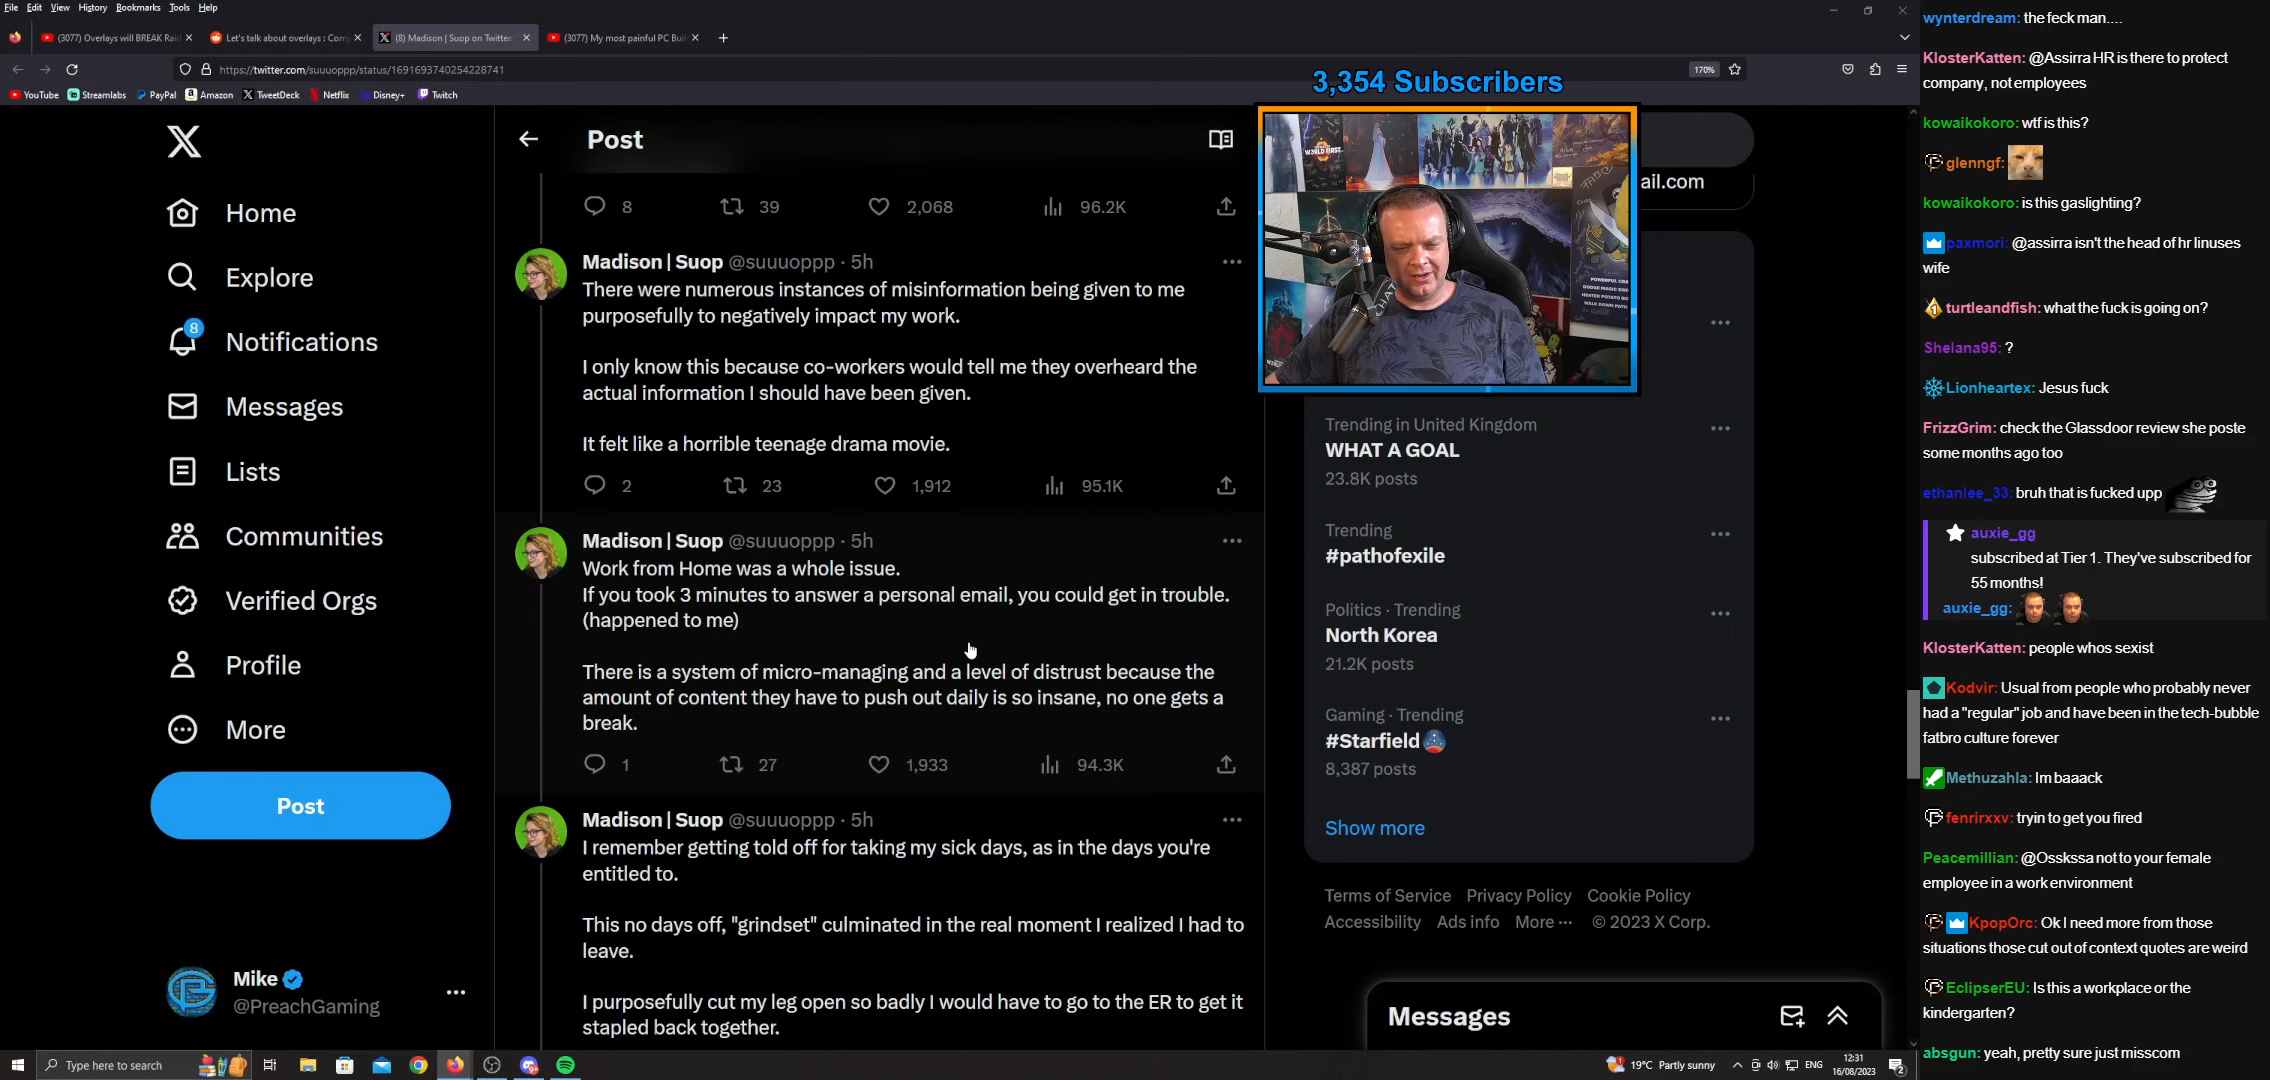 File Edit View History Bookmarks Tools Help
(3077) Overlays will BREAK Raid
Let's talk about overlays : Com
(8) Madison | Suop on Twitter:
(3077) My most painful PC Bui
https://twitter.com/suuuoppp/status/1691693740254228741
170%
YouTube Streamlabs PayPal Amazon TweetDeck Netflix Disney+ Twitch
3,354 Subscribers
WORLD FIRST
ail.com
Home
Explore
8
Notifications
Messages
Lists
Communities
Verified Orgs
Profile
More
Post
Mike
@PreachGaming
Post
8 39 2,068 96.2K
Madison | Suop @suuuoppp · 5h
There were numerous instances of misinformation being given to me
purposefully to negatively impact my work.
I only know this because co-workers would tell me they overheard the
actual information I should have been given.
It felt like a horrible teenage drama movie.
2 23 1,912 95.1K
Madison | Suop @suuuoppp · 5h
Work from Home was a whole issue.
If you took 3 minutes to answer a personal email, you could get in trouble.
(happened to me)
There is a system of micro-managing and a level of distrust because the
amount of content they have to push out daily is so insane, no one gets a
break.
1 27 1,933 94.3K
Madison | Suop @suuuoppp · 5h
I remember getting told off for taking my sick days, as in the days you're
entitled to.
This no days off, "grindset" culminated in the real moment I realized I had to
leave.
I purposefully cut my leg open so badly I would have to go to the ER to get it
stapled back together.
Trending in United Kingdom
WHAT A GOAL
23.8K posts
Trending
#pathofexile
Politics · Trending
North Korea
21.2K posts
Gaming · Trending
#Starfield
8,387 posts
Show more
Terms of Service Privacy Policy Cookie Policy
Accessibility Ads info More ··· © 2023 X Corp.
Messages
wynterdream: the feck man....
KlosterKatten: @Assirra HR is there to protect
company, not employees
kowaikokoro: wtf is this?
glenngf:
kowaikokoro: is this gaslighting?
paxmori: @assirra isn't the head of hr linuses
wife
turtleandfish: what the fuck is going on?
Shelana95: ?
Lionheartex: Jesus fuck
FrizzGrim: check the Glassdoor review she poste
some months ago too
ethanlee_33: bruh that is fucked upp
auxie_gg
subscribed at Tier 1. They've subscribed for
55 months!
auxie_gg:
KlosterKatten: people whos sexist
Kodvir: Usual from people who probably never
had a "regular" job and have been in the tech-bubble
fatbro culture forever
Methuzahla: Im baaack
fenrirxxv: tryin to get you fired
Peacemillian: @Osskssa not to your female
employee in a work environment
KpopOrc: Ok I need more from those
situations those cut out of context quotes are weird
EclipserEU: Is this a workplace or the
kindergarten?
absgun: yeah, pretty sure just misscom
Type here to search
19°C Partly sunny
ENG
12:31
16/08/2023
2